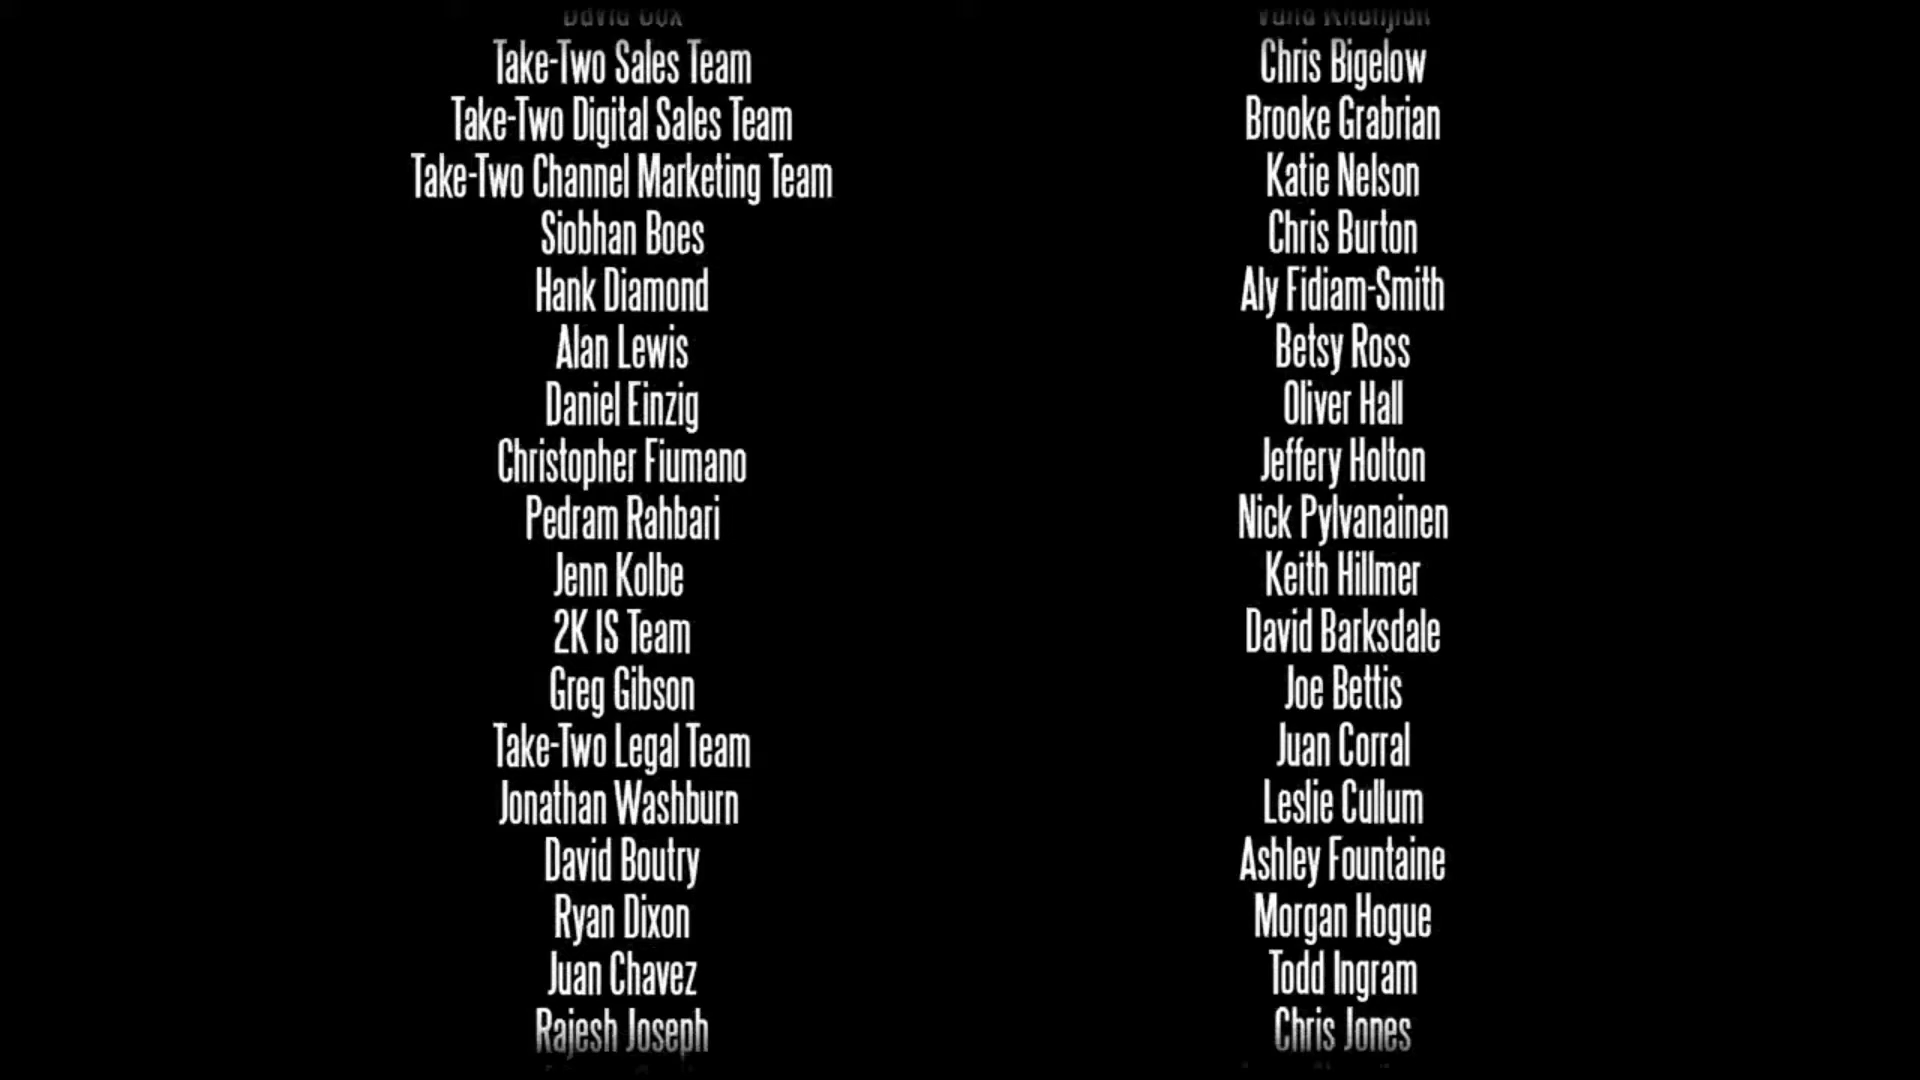 David Cox
Take-Two Sales Team
Take-Two Digital Sales Team
Take-Two Channel Marketing Team
Siobhan Boes
Hank Diamond
Alan Lewis
Daniel Einzig
Christopher Fiumano
Pedram Rahbari
Jenn Kolbe
2K IS Team
Greg Gibson
Take-Two Legal Team
Jonathan Washburn
David Boutry
Ryan Dixon
Juan Chavez
Rajesh Joseph
Chris Bigelow
Brooke Grabrian
Katie Nelson
Chris Burton
Aly Fidiam-Smith
Betsy Ross
Oliver Hall
Jeffery Holton
Nick Pylvanainen
Keith Hillmer
David Barksdale
Joe Bettis
Juan Corral
Leslie Cullum
Ashley Fountaine
Morgan Hogue
Todd Ingram
Chris Jones